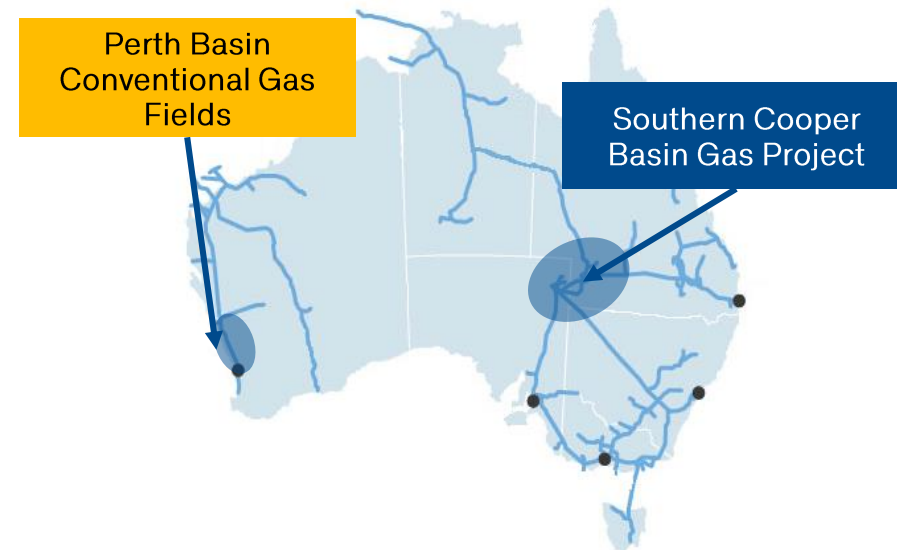 Perth Basin
Conventional Gas
Fields
Southern Cooper
Basin Gas Project